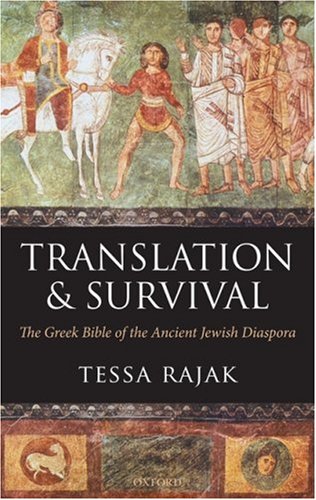 TRANSLATION
& SURVIVAL
The Greek Bible of the Ancient Jewish Diaspora
TESSA RAJAK
OXFORD